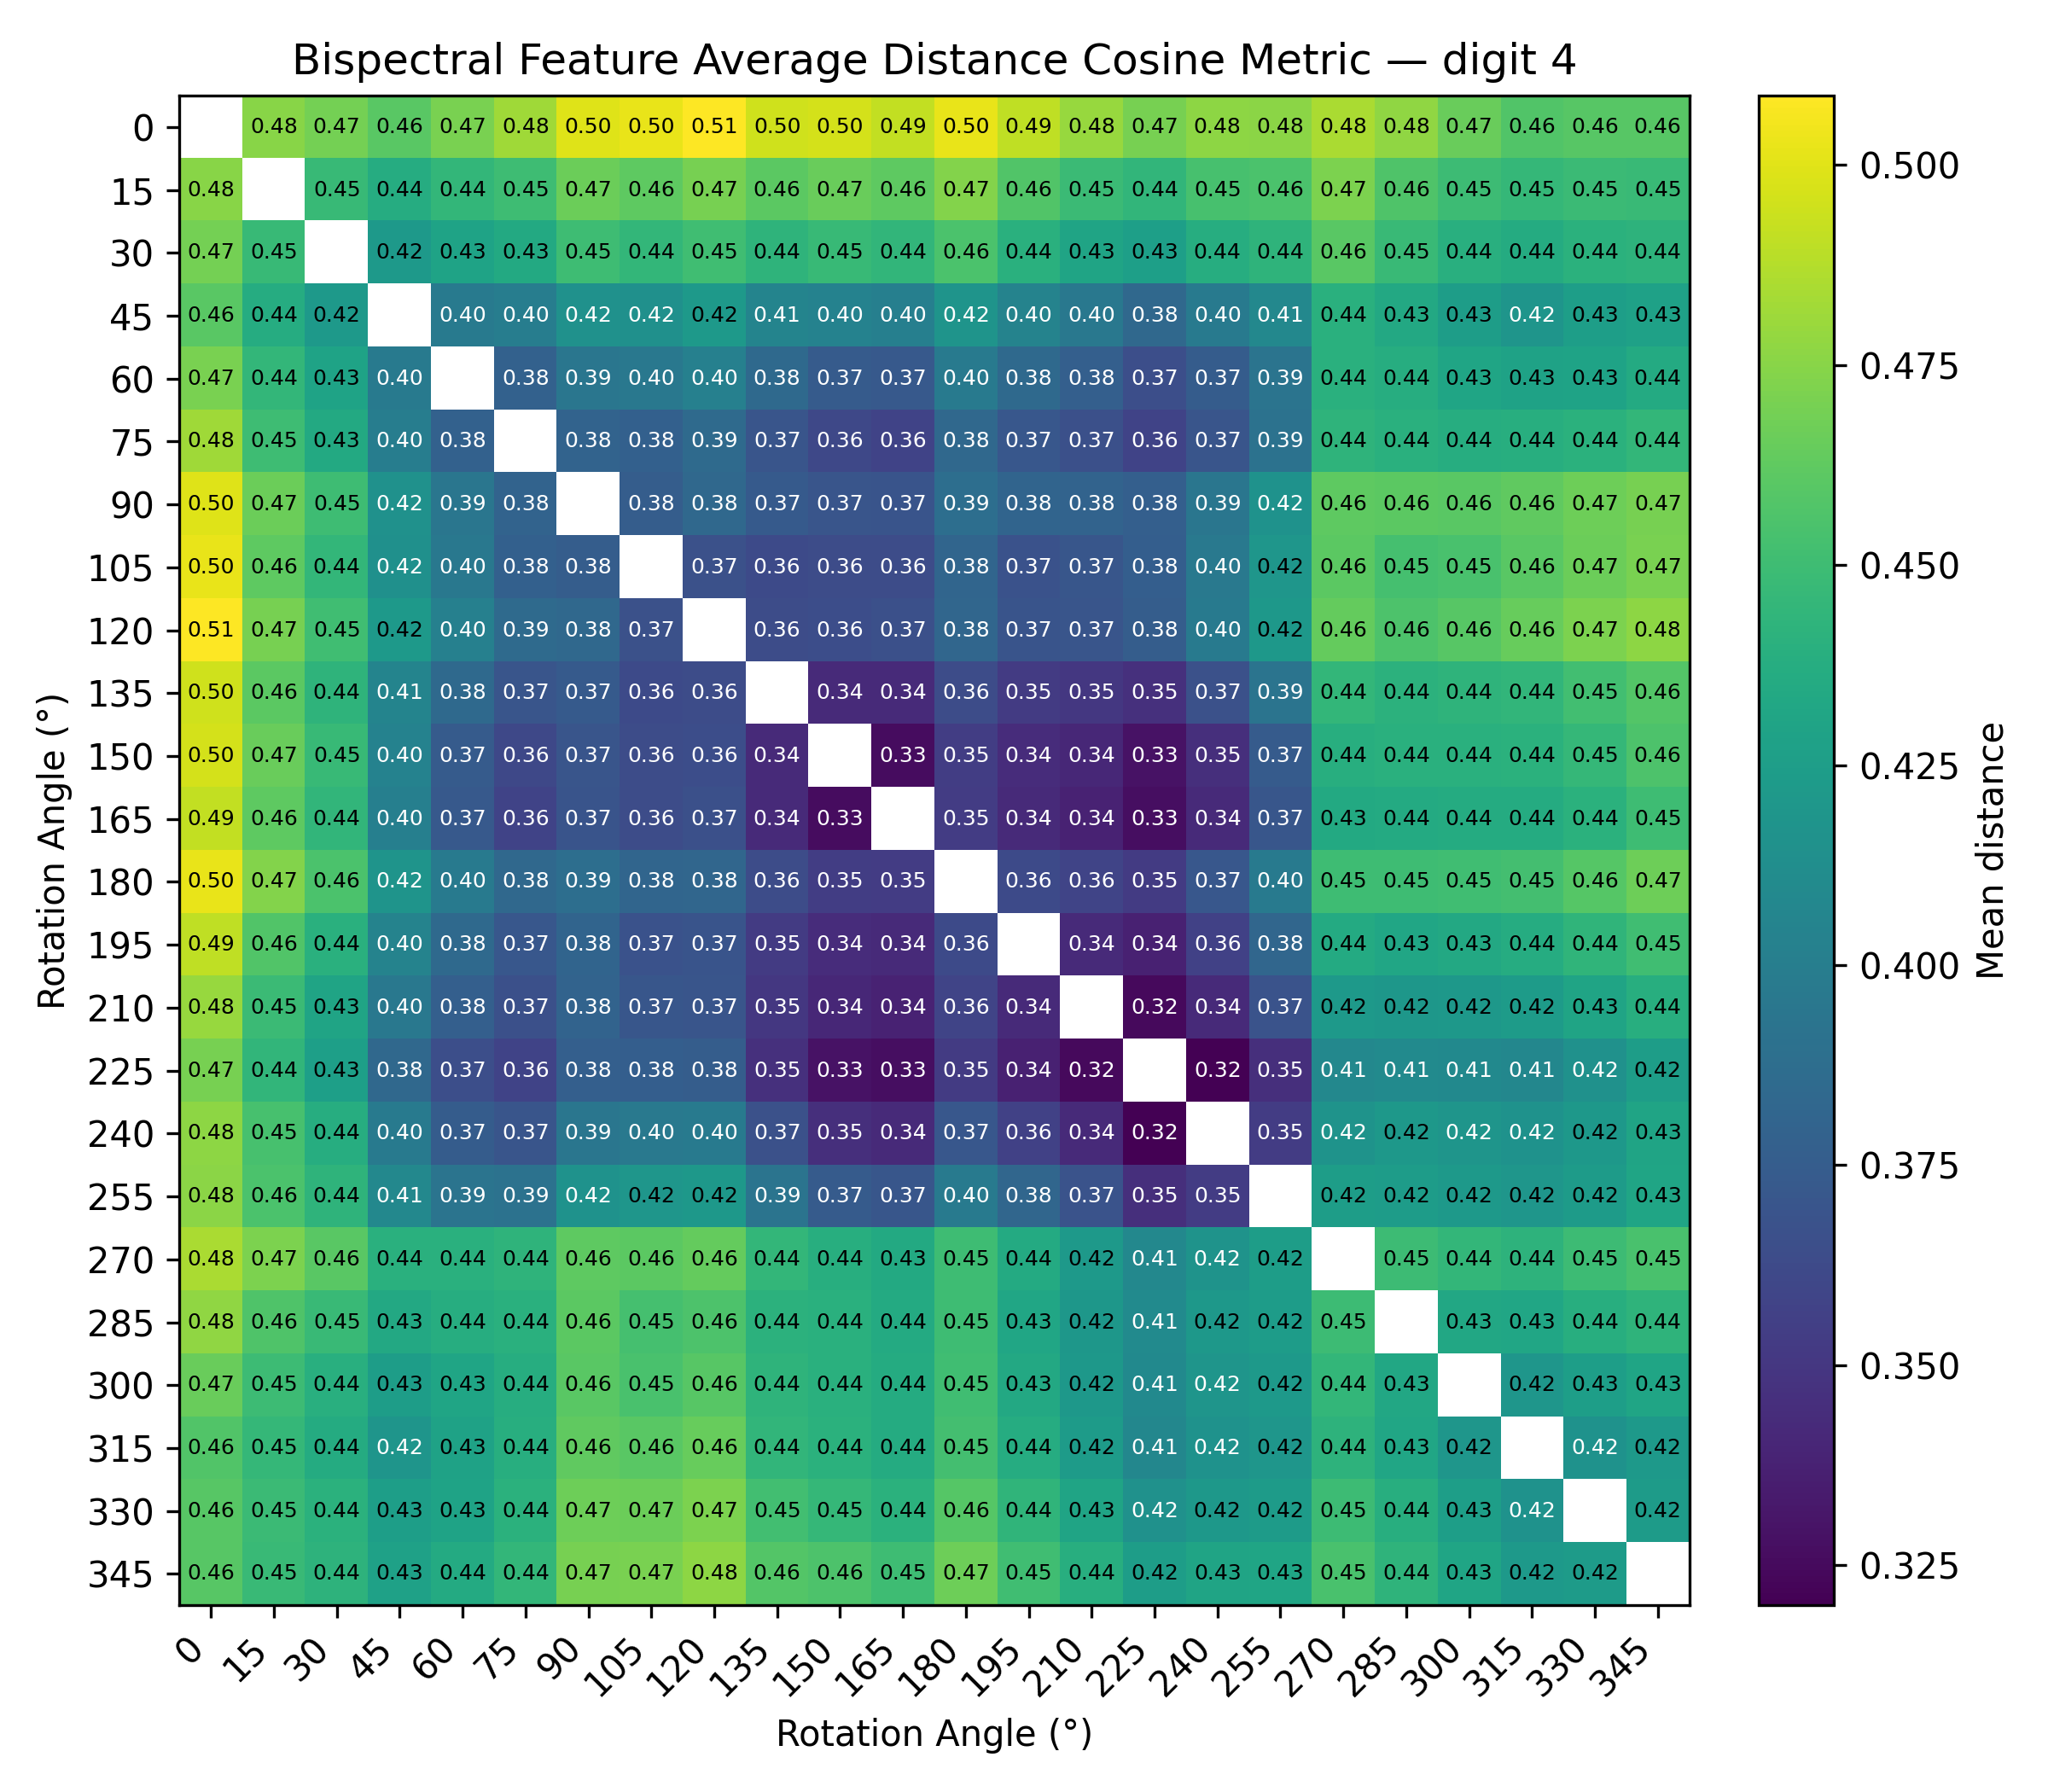 Bispectral Feature Average Distance Cosine Metric — digit 4
0 0.48 0.47 0.46 0.47 0.48 0.50 0.50 0.51 0.50 0.50 0.49 0.50 0.49 0.48 0.47 0.48 0.48 0.48 0.48 0.47 0.46 0.46 0.46
15 0.48 0.45 0.44 0.44 0.45 0.47 0.46 0.47 0.46 0.47 0.46 0.47 0.46 0.45 0.44 0.45 0.46 0.47 0.46 0.45 0.45 0.45 0.45
30 0.47 0.45 0.42 0.43 0.43 0.45 0.44 0.45 0.44 0.45 0.44 0.46 0.44 0.43 0.43 0.44 0.44 0.46 0.45 0.44 0.44 0.44 0.44
45 0.46 0.44 0.42 0.40 0.40 0.42 0.42 0.42 0.41 0.40 0.40 0.42 0.40 0.40 0.38 0.40 0.41 0.44 0.43 0.43 0.42 0.43 0.43
60 0.47 0.44 0.43 0.40 0.38 0.39 0.40 0.40 0.38 0.37 0.37 0.40 0.38 0.38 0.37 0.37 0.39 0.44 0.44 0.43 0.43 0.43 0.44
75 0.48 0.45 0.43 0.40 0.38 0.38 0.38 0.39 0.37 0.36 0.36 0.38 0.37 0.37 0.36 0.37 0.39 0.44 0.44 0.44 0.44 0.44 0.44
90 0.50 0.47 0.45 0.42 0.39 0.38 0.38 0.38 0.37 0.37 0.37 0.39 0.38 0.38 0.38 0.39 0.42 0.46 0.46 0.46 0.46 0.47 0.47
105 0.50 0.46 0.44 0.42 0.40 0.38 0.38 0.37 0.36 0.36 0.36 0.38 0.37 0.37 0.38 0.40 0.42 0.46 0.45 0.45 0.46 0.47 0.47
120 0.51 0.47 0.45 0.42 0.40 0.39 0.38 0.37 0.36 0.36 0.37 0.38 0.37 0.37 0.38 0.40 0.42 0.46 0.46 0.46 0.46 0.47 0.48
135 0.50 0.46 0.44 0.41 0.38 0.37 0.37 0.36 0.36 0.34 0.34 0.36 0.35 0.35 0.35 0.37 0.39 0.44 0.44 0.44 0.44 0.45 0.46
150 0.50 0.47 0.45 0.40 0.37 0.36 0.37 0.36 0.36 0.34 0.33 0.35 0.34 0.34 0.33 0.35 0.37 0.44 0.44 0.44 0.44 0.45 0.46
165 0.49 0.46 0.44 0.40 0.37 0.36 0.37 0.36 0.37 0.34 0.33 0.35 0.34 0.34 0.33 0.34 0.37 0.43 0.44 0.44 0.44 0.44 0.45
180 0.50 0.47 0.46 0.42 0.40 0.38 0.39 0.38 0.38 0.36 0.35 0.35 0.36 0.36 0.35 0.37 0.40 0.45 0.45 0.45 0.45 0.46 0.47
195 0.49 0.46 0.44 0.40 0.38 0.37 0.38 0.37 0.37 0.35 0.34 0.34 0.36 0.34 0.34 0.36 0.38 0.44 0.43 0.43 0.44 0.44 0.45
210 0.48 0.45 0.43 0.40 0.38 0.37 0.38 0.37 0.37 0.35 0.34 0.34 0.36 0.34 0.32 0.34 0.37 0.42 0.42 0.42 0.42 0.43 0.44
225 0.47 0.44 0.43 0.38 0.37 0.36 0.38 0.38 0.38 0.35 0.33 0.33 0.35 0.34 0.32 0.32 0.35 0.41 0.41 0.41 0.41 0.42 0.42
240 0.48 0.45 0.44 0.40 0.37 0.37 0.39 0.40 0.40 0.37 0.35 0.34 0.37 0.36 0.34 0.32 0.35 0.42 0.42 0.42 0.42 0.42 0.43
255 0.48 0.46 0.44 0.41 0.39 0.39 0.42 0.42 0.42 0.39 0.37 0.37 0.40 0.38 0.37 0.35 0.35 0.42 0.42 0.42 0.42 0.42 0.43
270 0.48 0.47 0.46 0.44 0.44 0.44 0.46 0.46 0.46 0.44 0.44 0.43 0.45 0.44 0.42 0.41 0.42 0.42 0.45 0.44 0.44 0.45 0.45
285 0.48 0.46 0.45 0.43 0.44 0.44 0.46 0.45 0.46 0.44 0.44 0.44 0.45 0.43 0.42 0.41 0.42 0.42 0.45 0.43 0.43 0.44 0.44
300 0.47 0.45 0.44 0.43 0.43 0.44 0.46 0.45 0.46 0.44 0.44 0.44 0.45 0.43 0.42 0.41 0.42 0.42 0.44 0.43 0.42 0.43 0.43
315 0.46 0.45 0.44 0.42 0.43 0.44 0.46 0.46 0.46 0.44 0.44 0.44 0.45 0.44 0.42 0.41 0.42 0.42 0.44 0.43 0.42 0.42 0.42
330 0.46 0.45 0.44 0.43 0.43 0.44 0.47 0.47 0.47 0.45 0.45 0.44 0.46 0.44 0.43 0.42 0.42 0.42 0.45 0.44 0.43 0.42 0.42
345 0.46 0.45 0.44 0.43 0.44 0.44 0.47 0.47 0.48 0.46 0.46 0.45 0.47 0.45 0.44 0.42 0.43 0.43 0.45 0.44 0.43 0.42 0.42
0 15 30 45 60 75 90 105 120 135 150 165 180 195 210 225 240 255 270 285 300 315 330 345
Rotation Angle (°)
Rotation Angle (°)
0.500
0.475
0.450
0.425
0.400
0.375
0.350
0.325
Mean distance